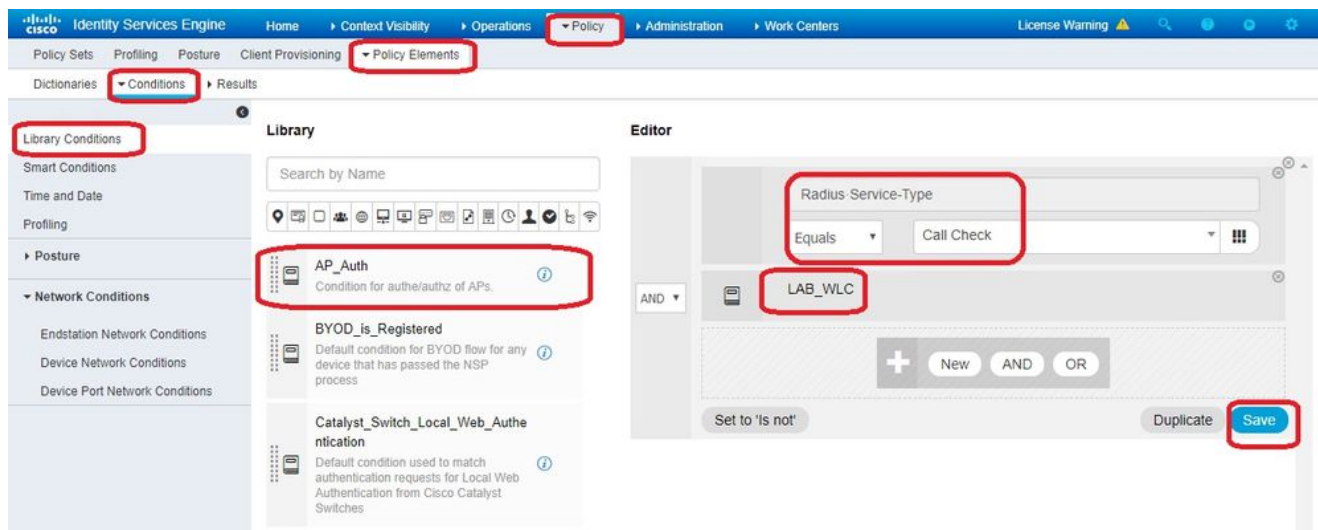 cisco Identity Services Engine Home Context Visibility Operations Policy Administration Work Centers License Warning
Policy Sets Profiling Posture Client Provisioning Policy Elements
Dictionaries Conditions Results
Library Conditions
Smart Conditions
Time and Date
Profiling
Posture
Network Conditions
Endstation Network Conditions
Device Network Conditions
Device Port Network Conditions
Library
Search by Name
AP_Auth
Condition for authe/authz of APs.
BYOD_is_Registered
Default condition for BYOD flow for any
device that has passed the NSP
process
Catalyst_Switch_Local_Web_Authe
ntication
Default condition used to match
authentication requests for Local Web
Authentication from Cisco Catalyst
Switches
Editor
Radius·Service-Type
Equals Call Check
AND LAB_WLC
New AND OR
Set to 'Is not' Duplicate Save